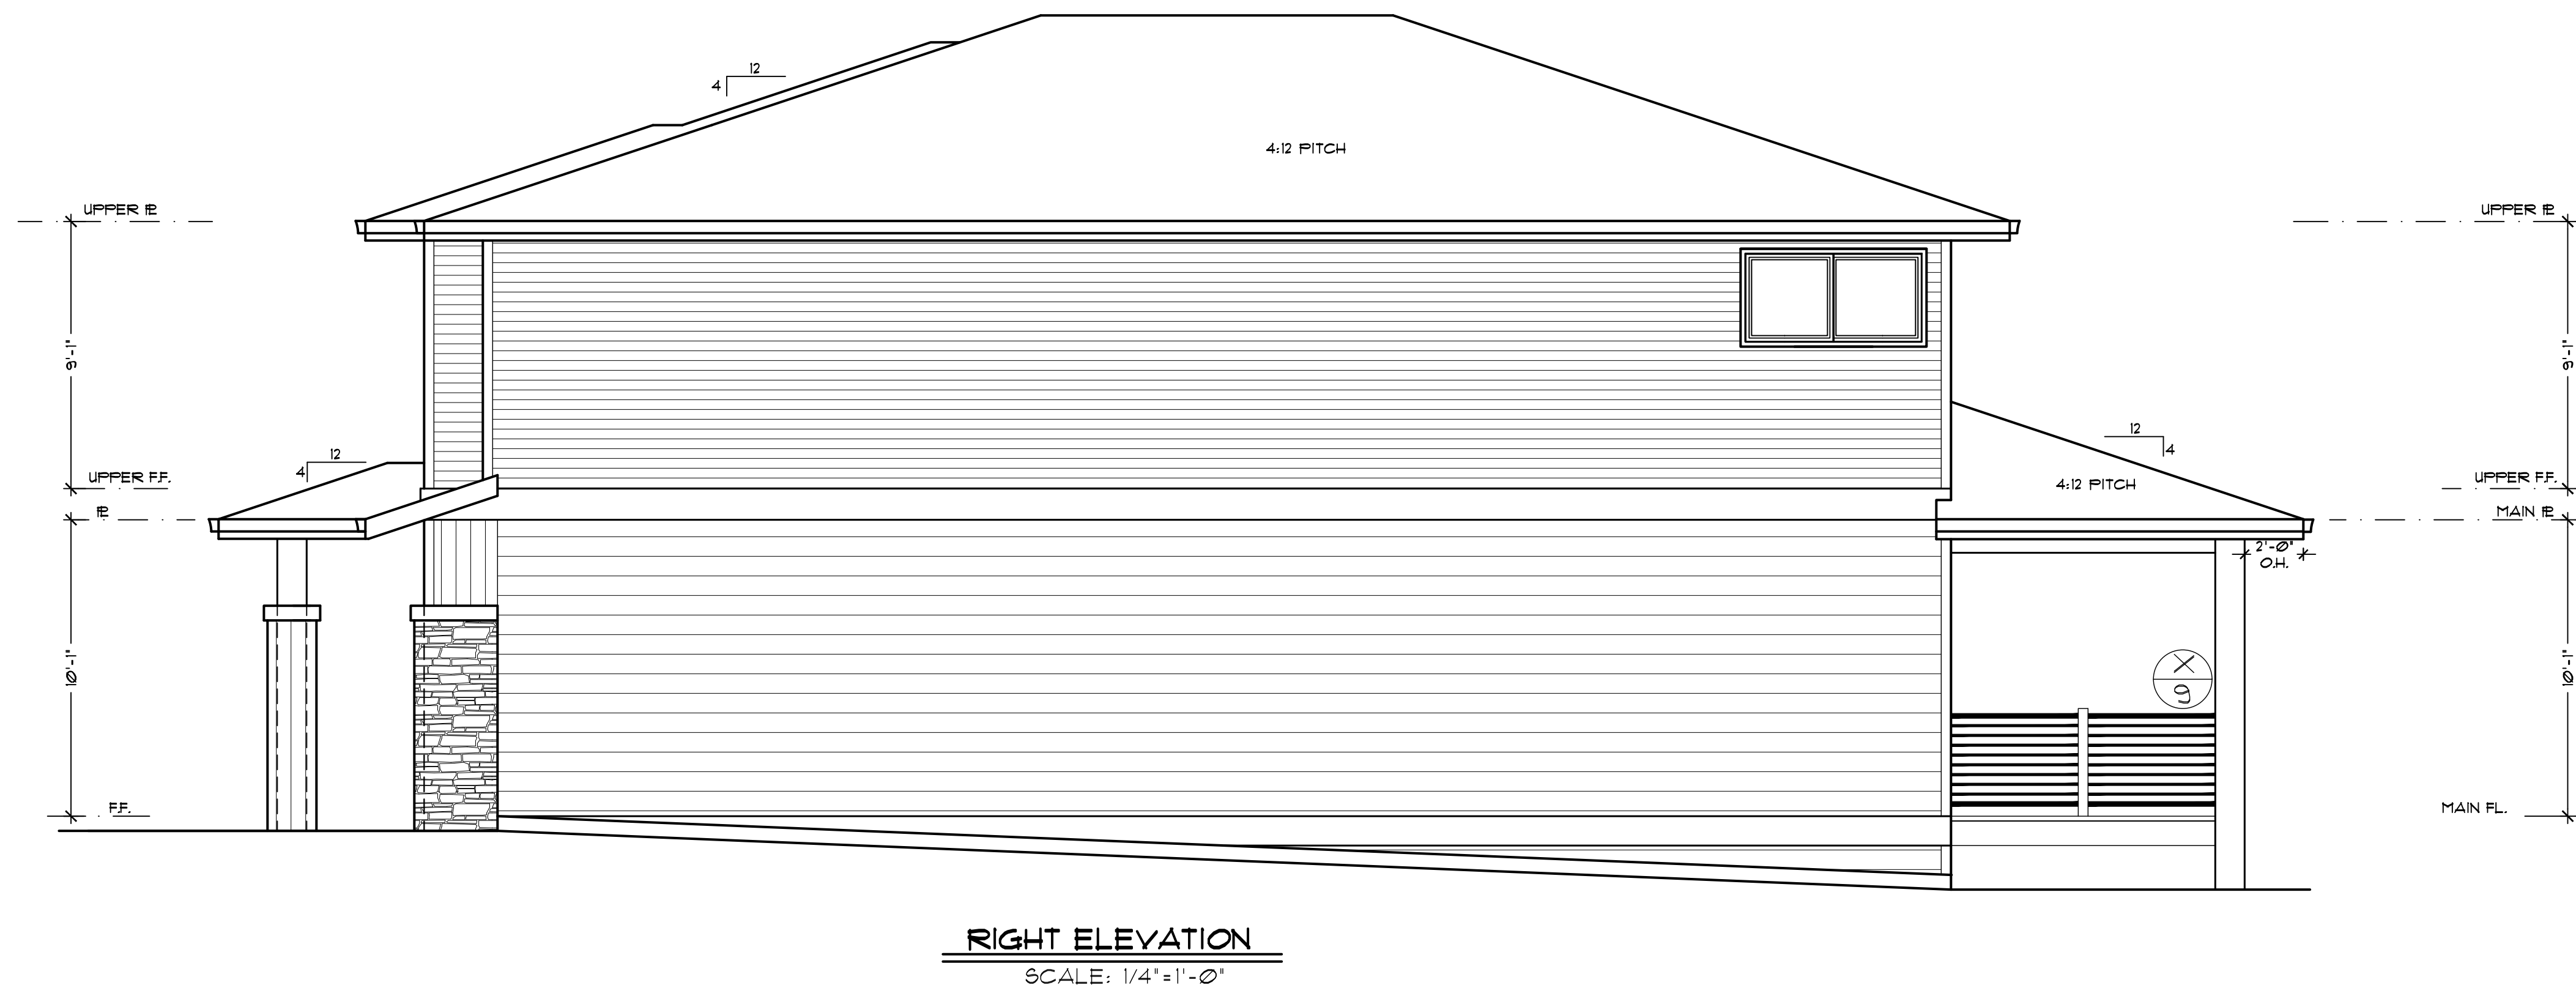 12
4
4:12 PITCH
UPPER PL
UPPER PL
9'-1"
9'-1"
12
4
12
4
4:12 PITCH
UPPER F.F.
UPPER F.F.
PL
MAIN PL
2'-0"
O.H.
10'-1"
10'-1"
X
9
F.F.
MAIN FL.
RIGHT ELEVATION
SCALE: 1/4"=1'-0"